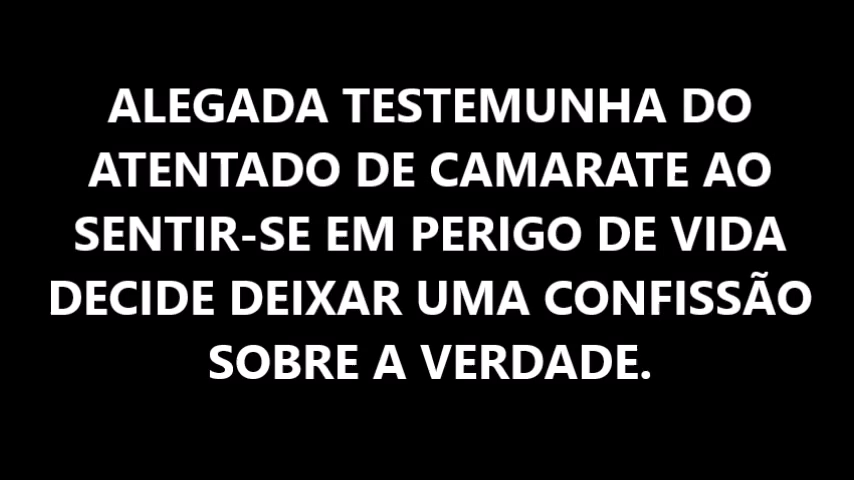 ALEGADA TESTEMUNHA DO
ATENTADO DE CAMARATE AO
SENTIR-SE EM PERIGO DE VIDA
DECIDE DEIXAR UMA CONFISSÃO
SOBRE A VERDADE.